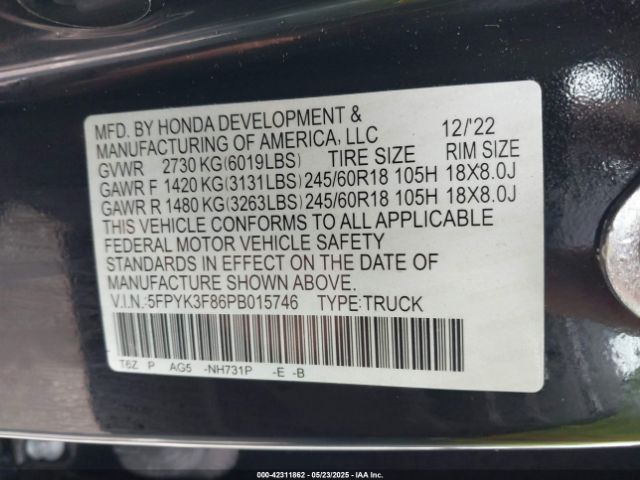 MFD. BY HONDA DEVELOPMENT &
MANUFACTURING OF AMERICA, LLC 12/'22
GVWR 2730 KG(6019LBS) TIRE SIZE RIM SIZE
GAWR F 1420 KG(3131LBS) 245/60R18 105H 18X8.0J
GAWR R 1480 KG(3263LBS) 245/60R18 105H 18X8.0J
THIS VEHICLE CONFORMS TO ALL APPLICABLE
FEDERAL MOTOR VEHICLE SAFETY
STANDARDS IN EFFECT ON THE DATE OF
MANUFACTURE SHOWN ABOVE.
V.I.N.:5FPYK3F86PB015746 TYPE:TRUCK
T6Z P AG5 -NH731P -E -B
000-42311862 - 05/23/2025 - IAA Inc.